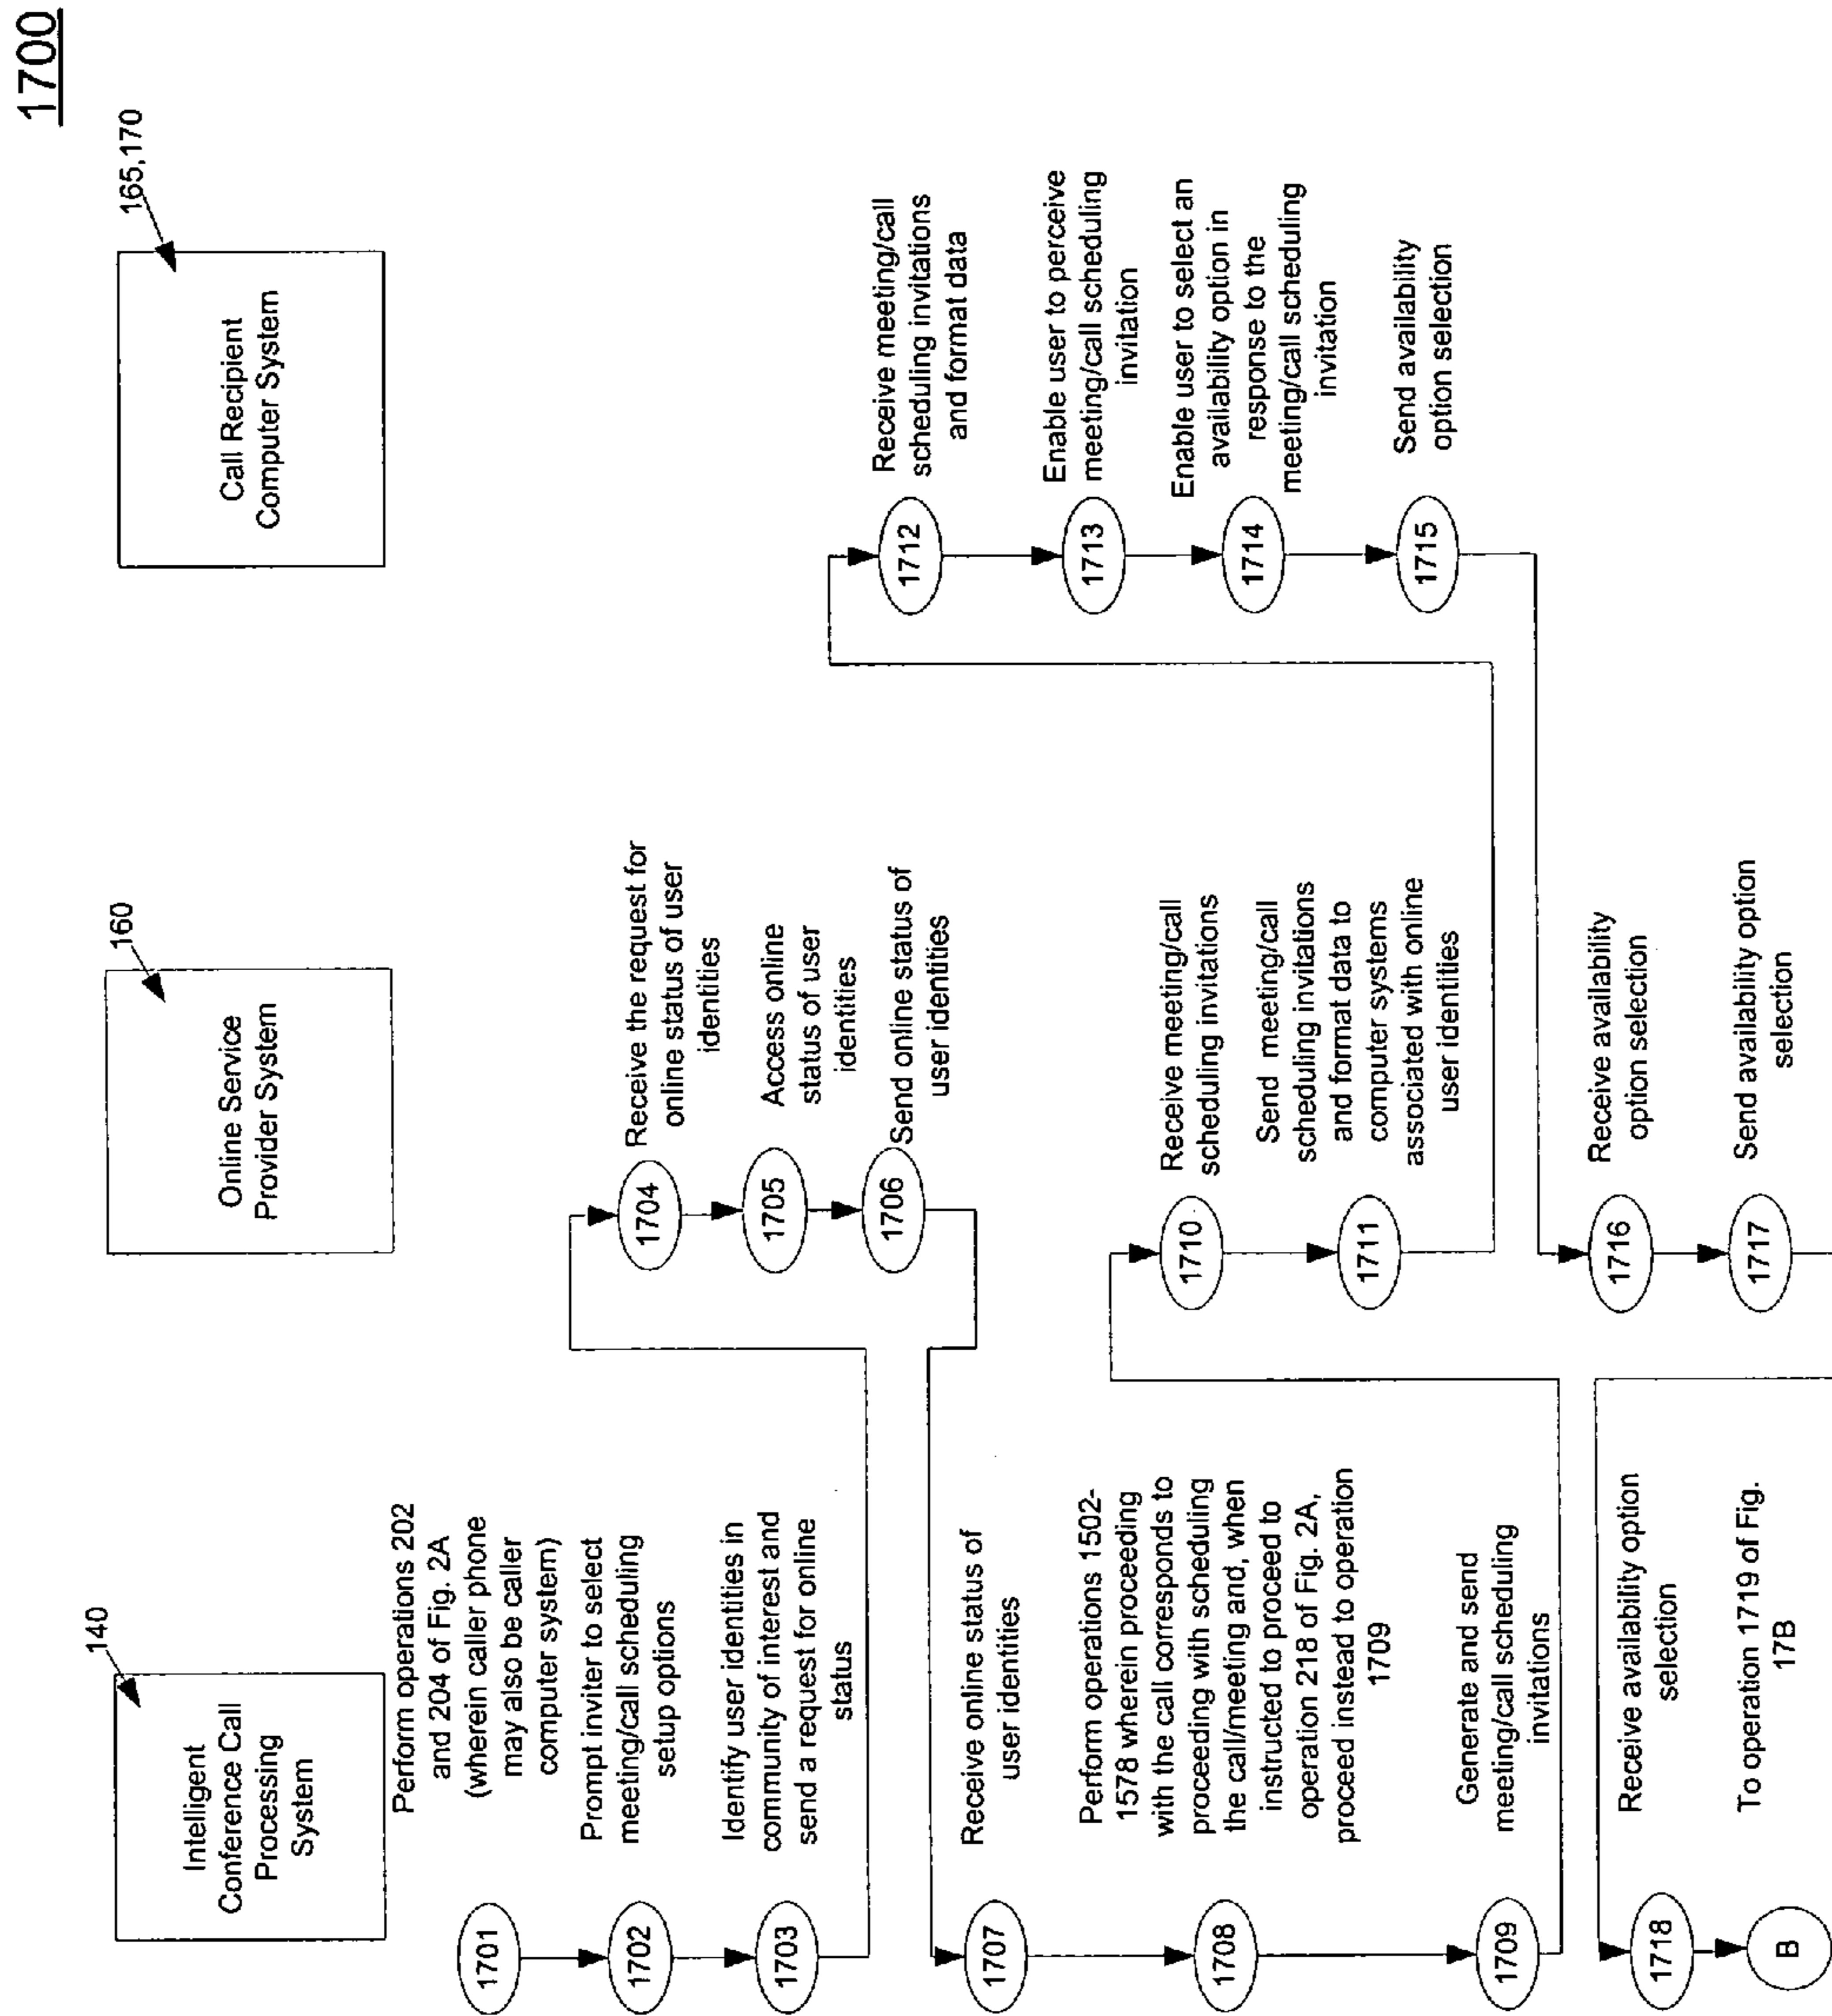 1700
140
Intelligent
Conference Call
Processing
System
160
Online Service
Provider System
165,170
Call Recipient
Computer System
1701
Perform operations 202
and 204 of Fig. 2A
(wherein caller phone
may also be caller
computer system)
1702
Prompt inviter to select
meeting/call scheduling
setup options
1703
Identify user identities in
community of interest and
send a request for online
status
1704
Receive the request for
online status of user
identities
1705
Access online
status of user
identities
1706
Send online status of
user identities
1707
Receive online status of
user identities
1708
Perform operations 1502-
1578 wherein proceeding
with the call corresponds to
proceeding with scheduling
the call/meeting and, when
instructed to proceed to
operation 218 of Fig. 2A,
proceed instead to operation
1709
1709
Generate and send
meeting/call scheduling
invitations
1710
Receive meeting/call
scheduling invitations
1711
Send meeting/call
scheduling invitations
and format data to
computer systems
associated with online
user identities
1712
Receive meeting/call
scheduling invitations
and format data
1713
Enable user to perceive
meeting/call scheduling
invitation
1714
Enable user to select an
availability option in
response to the
meeting/call scheduling
invitation
1715
Send availability
option selection
1716
Receive availability
option selection
1717
Send availability option
selection
1718
Receive availability option
selection
B
To operation 1719 of Fig.
17B